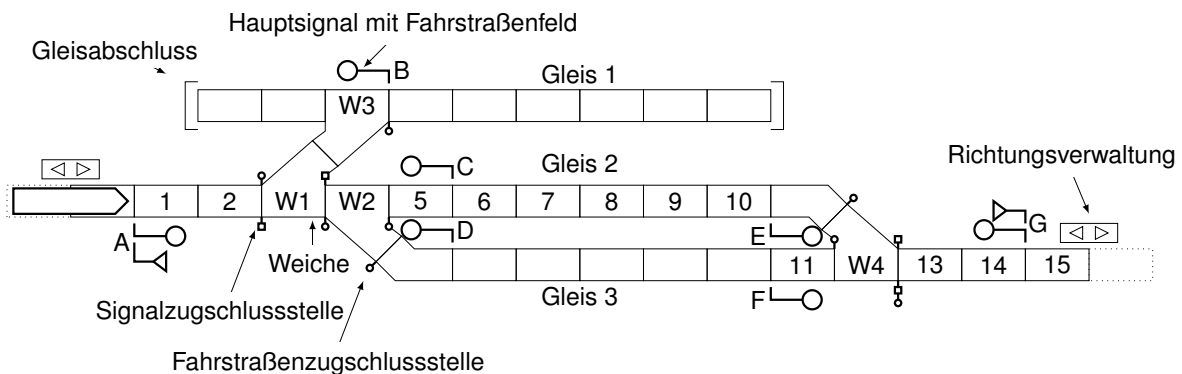 Hauptsignal mit Fahrstraßenfeld
Gleisabschluss
B
Gleis 1
W3
C
Gleis 2
Richtungsverwaltung
1 2 W1 W2 5 6 7 8 9 10
A
D
E
G
Weiche
11 W4 13 14 15
Gleis 3
F
Signalzugschlussstelle
Fahrstraßenzugschlussstelle